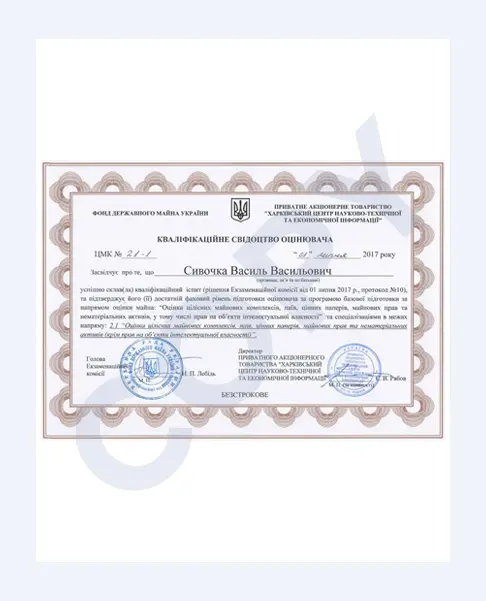 ФОНД ДЕРЖАВНОГО МАЙНА УКРАЇНИ
ПРИВАТНЕ АКЦІОНЕРНЕ ТОВАРИСТВО
"ХАРКІВСЬКИЙ ЦЕНТР НАУКОВО-ТЕХНІЧНОЇ
ТА ЕКОНОМІЧНОЇ ІНФОРМАЦІЇ"
КВАЛІФІКАЦІЙНЕ СВІДОЦТВО ОЦІНЮВАЧА
ЦМК № 21-1 "01" липня 2017 року
Засвідчує про те, що Сивочка Василь Васильович
(прізвище, ім'я та по батькові)
успішно склав(ла) кваліфікаційний іспит (рішення Екзаменаційної комісії від 01 липня 2017 р., протокол №10),
та підтверджує його (її) достатній фаховий рівень підготовки оцінювача за програмою базової підготовки за
напрямом оцінки майна: "Оцінка цілісних майнових комплексів, паїв, цінних паперів, майнових прав та
нематеріальних активів, у тому числі прав на об'єкти інтелектуальної власності" та спеціалізаціями в межах
напряму: 2.1 "Оцінка цілісних майнових комплексів, паїв, цінних паперів, майнових прав та нематеріальних
активів (крім прав на об'єкти інтелектуальної власності)".
Голова
Екзаменаційної
комісії
Н. П. Лобіль
М.П.
Директор
ПРИВАТНОГО АКЦІОНЕРНОГО
ТОВАРИСТВА "ХАРКІВСЬКИЙ
ЦЕНТР НАУКОВО-ТЕХНІЧНОЇ
ТА ЕКОНОМІЧНОЇ ІНФОРМАЦІЇ"
С. В. Рябов
М. П. (за наявності)
БЕЗСТРОКОВЕ
COPY